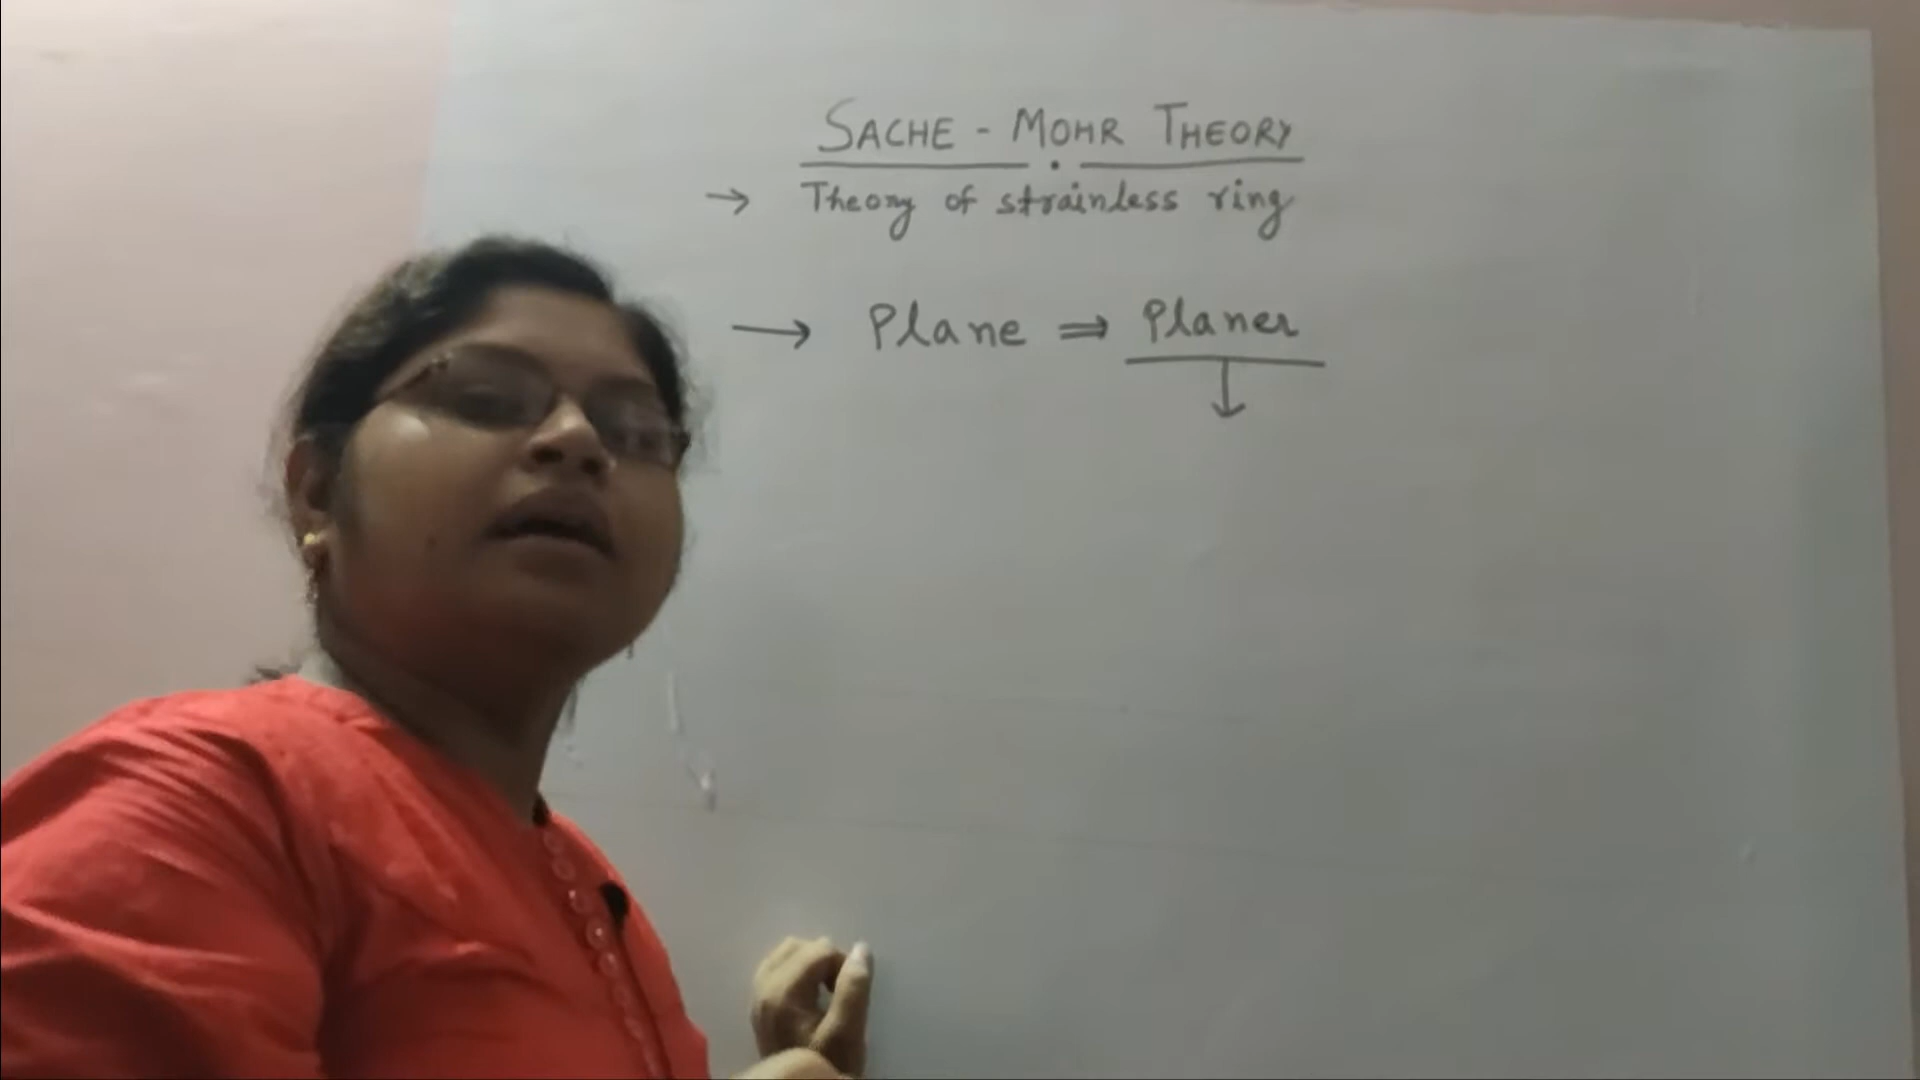 SACHE - MOHR THEORY
→ Theory of strainless ring
→ Plane ⇒ Planer
↓